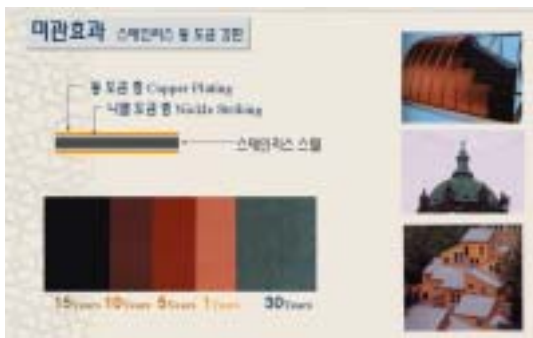 미관효과 스테인리스 동 도금 강판
동 도금 층 Copper Plating
니켈 도금 층 Nickle Striking
스테인리스 스틸
15Years 10Years 5Years 1Years 30Years